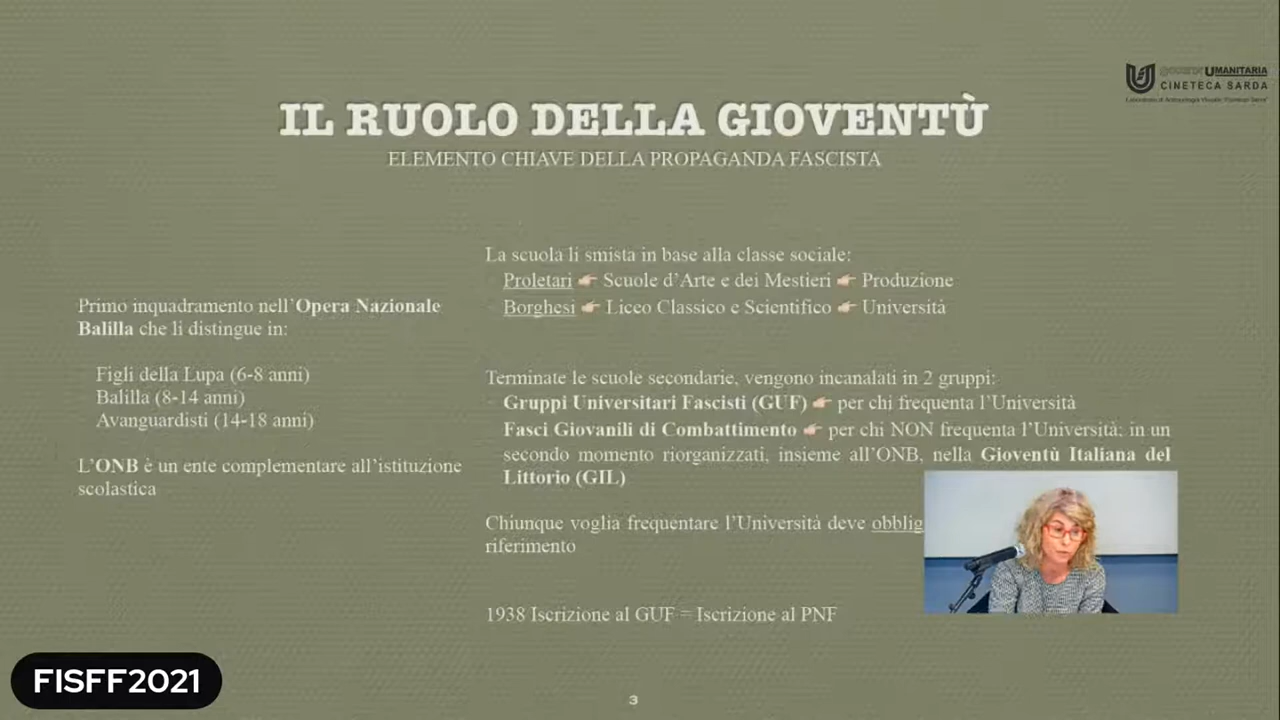 UMANITARIA
CINETECA SARDA
IL RUOLO DELLA GIOVENTÙ
ELEMENTO CHIAVE DELLA PROPAGANDA FASCISTA
Primo inquadramento nell'Opera Nazionale
Balilla che li distingue in:
Figli della Lupa (6-8 anni)
Balilla (8-14 anni)
Avanguardisti (14-18 anni)
L'ONB è un ente complementare all'istituzione
scolastica
La scuola li smista in base alla classe sociale:
Proletari 👉 Scuole d'Arte e dei Mestieri 👉 Produzione
Borghesi 👉 Liceo Classico e Scientifico 👉 Università
Terminate le scuole secondarie, vengono incanalati in 2 gruppi:
Gruppi Universitari Fascisti (GUF) 👉 per chi frequenta l'Università
Fasci Giovanili di Combattimento 👉 per chi NON frequenta l'Università; in un
secondo momento riorganizzati, insieme all'ONB, nella Gioventù Italiana del
Littorio (GIL)
Chiunque voglia frequentare l'Università deve obblig
riferimento
1938 Iscrizione al GUF = Iscrizione al PNF
FISFF2021
3